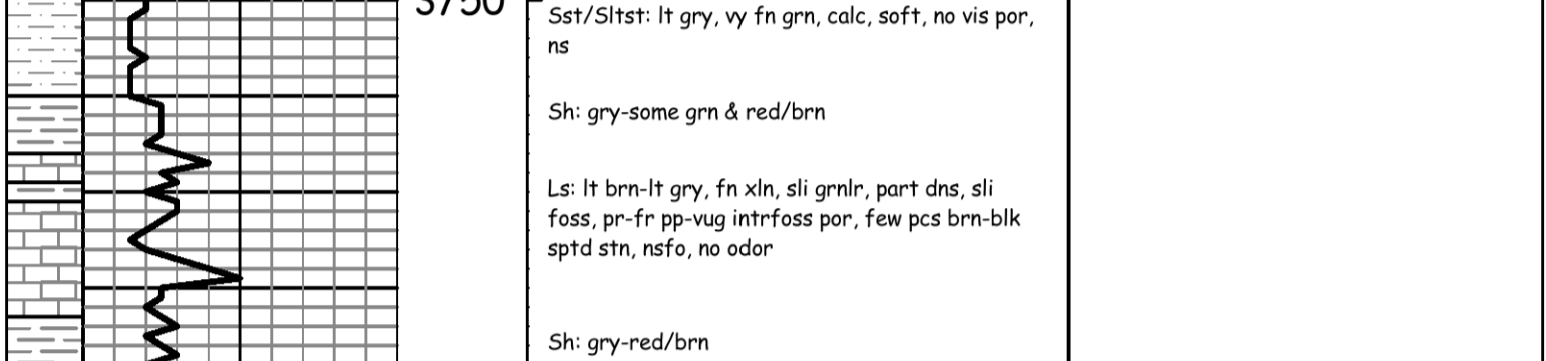 3750
Sst/Sltst: lt gry, vy fn grn, calc, soft, no vis por,
ns
Sh: gry-some grn & red/brn
Ls: lt brn-lt gry, fn xln, sli grnlr, part dns, sli
foss, pr-fr pp-vug intrfoss por, few pcs brn-blk
sptd stn, nsfo, no odor
Sh: gry-red/brn